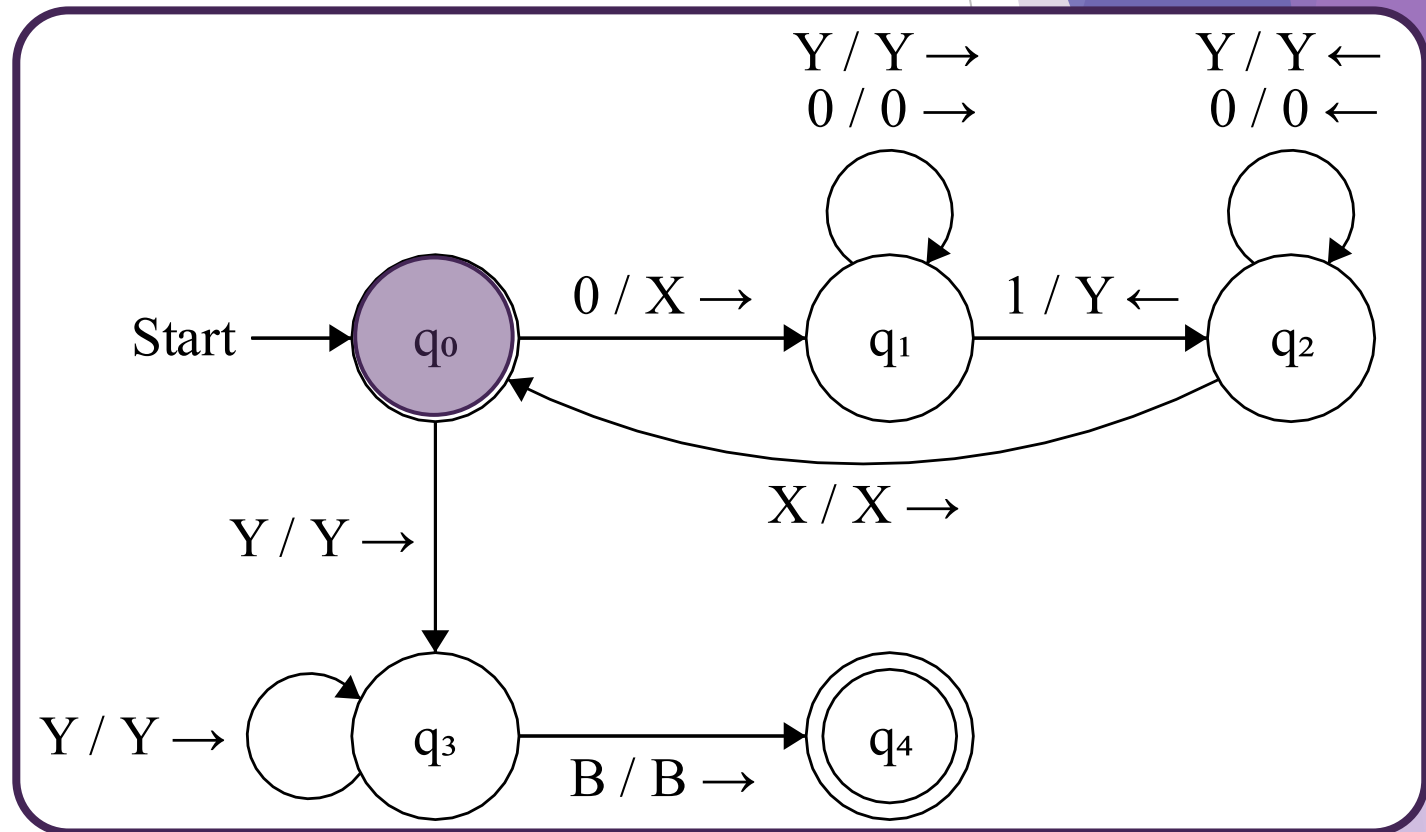 Y / Y →
0 / 0 →
Y / Y ←
0 / 0 ←
Start
q₀
0 / X →
q₁
1 / Y ←
q₂
X / X →
Y / Y →
Y / Y →
q₃
B / B →
q₄